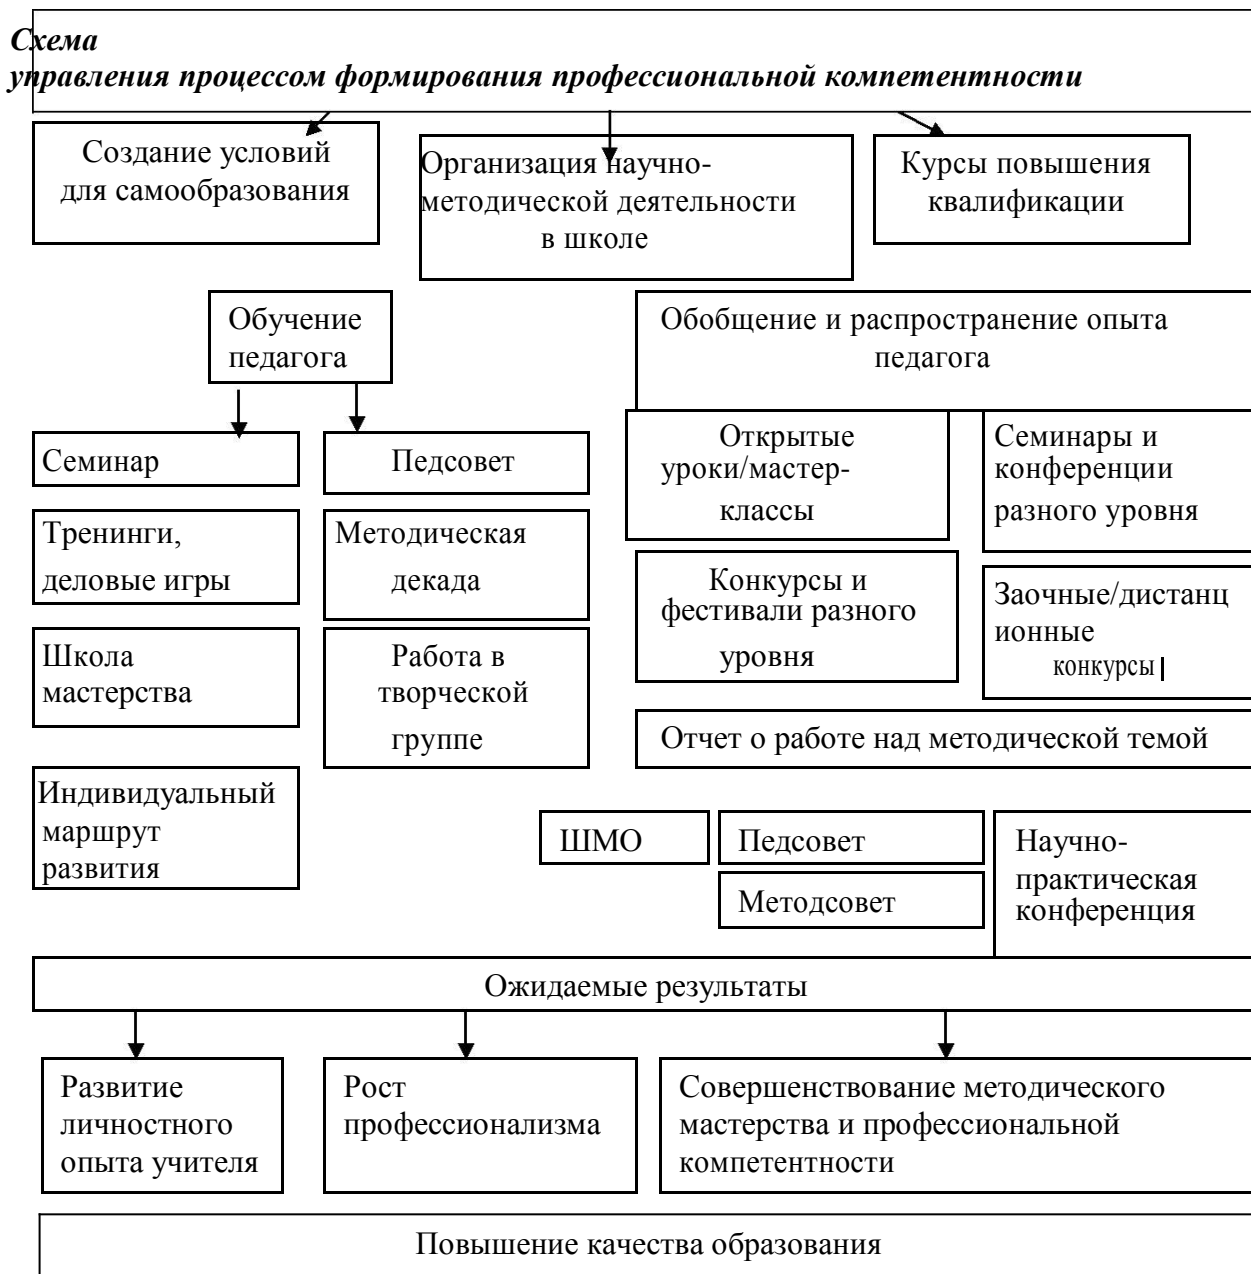 Схема
управления процессом формирования профессиональной компетентности
Создание условий
для самообразования
Организация научно-
методической деятельности
в школе
Курсы повышения
квалификации
Обучение
педагога
Обобщение и распространение опыта
педагога
Семинар
Педсовет
Открытые
уроки/мастер-
классы
Семинары и
конференции
разного уровня
Тренинги,
деловые игры
Методическая
декада
Конкурсы и
фестивали разного
уровня
Заочные/дистанц
ионные
конкурсы
Школа
мастерства
Работа в
творческой
группе
Отчет о работе над методической темой
Индивидуальный
маршрут
развития
ШМО
Педсовет
Методсовет
Научно-
практическая
конференция
Ожидаемые результаты
Развитие
личностного
опыта учителя
Рост
профессионализма
Совершенствование методического
мастерства и профессиональной
компетентности
Повышение качества образования